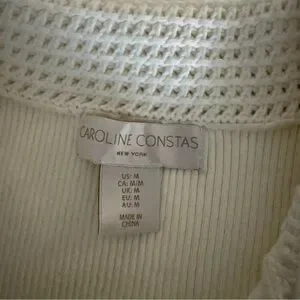 CAROLINE CONSTAS
NEW YORK
US: M
CA: M/M
UK: M
EU: M
AU: M
MADE IN
CHINA